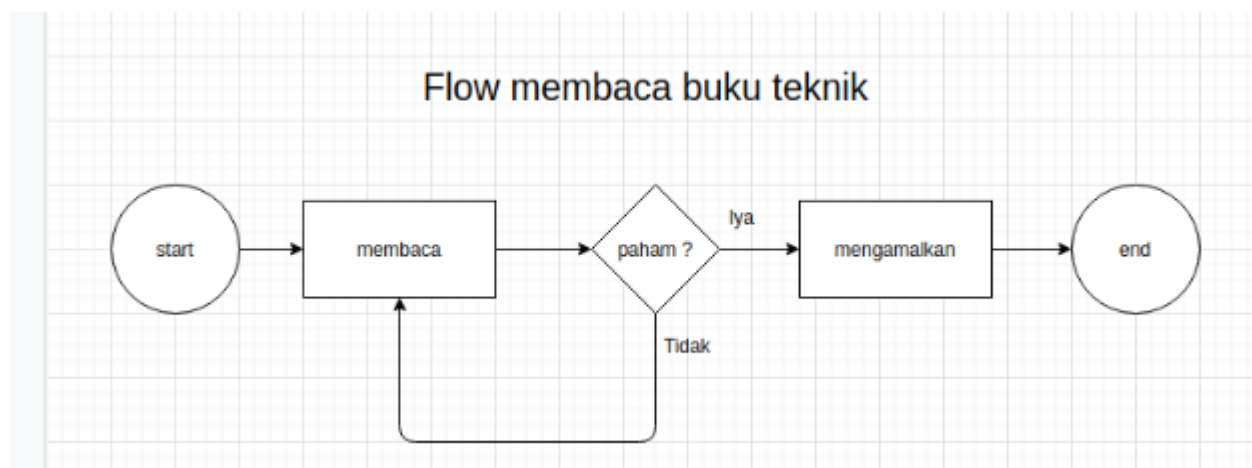 Flow membaca buku teknik
start
membaca
paham ?
Iya
mengamalkan
end
Tidak